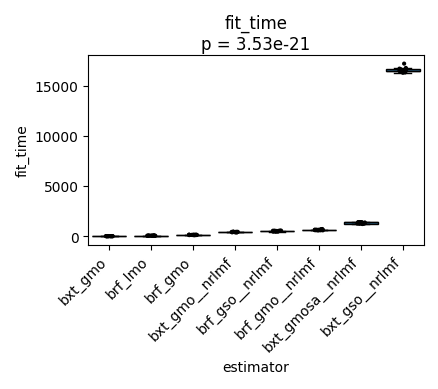 fit_time
p = 3.53e-21
15000
10000
5000
0
fit_time
bxt_gmo
brf_lmo
brf_gmo
bxt_gmo__nrlmf
brf_gso__nrlmf
brf_gmo__nrlmf
bxt_gmosa__nrlmf
bxt_gso__nrlmf
estimator